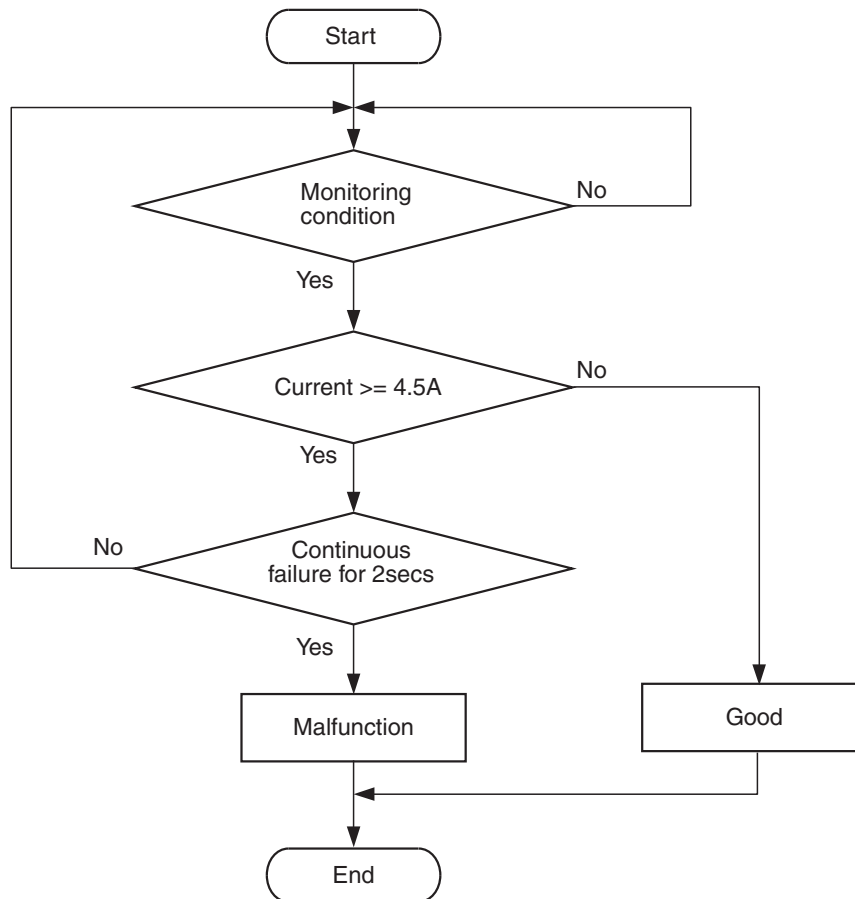 Start
Monitoring
condition
No
Yes
Current >= 4.5A
No
Yes
Continuous
failure for 2secs
No
Yes
Malfunction
Good
End